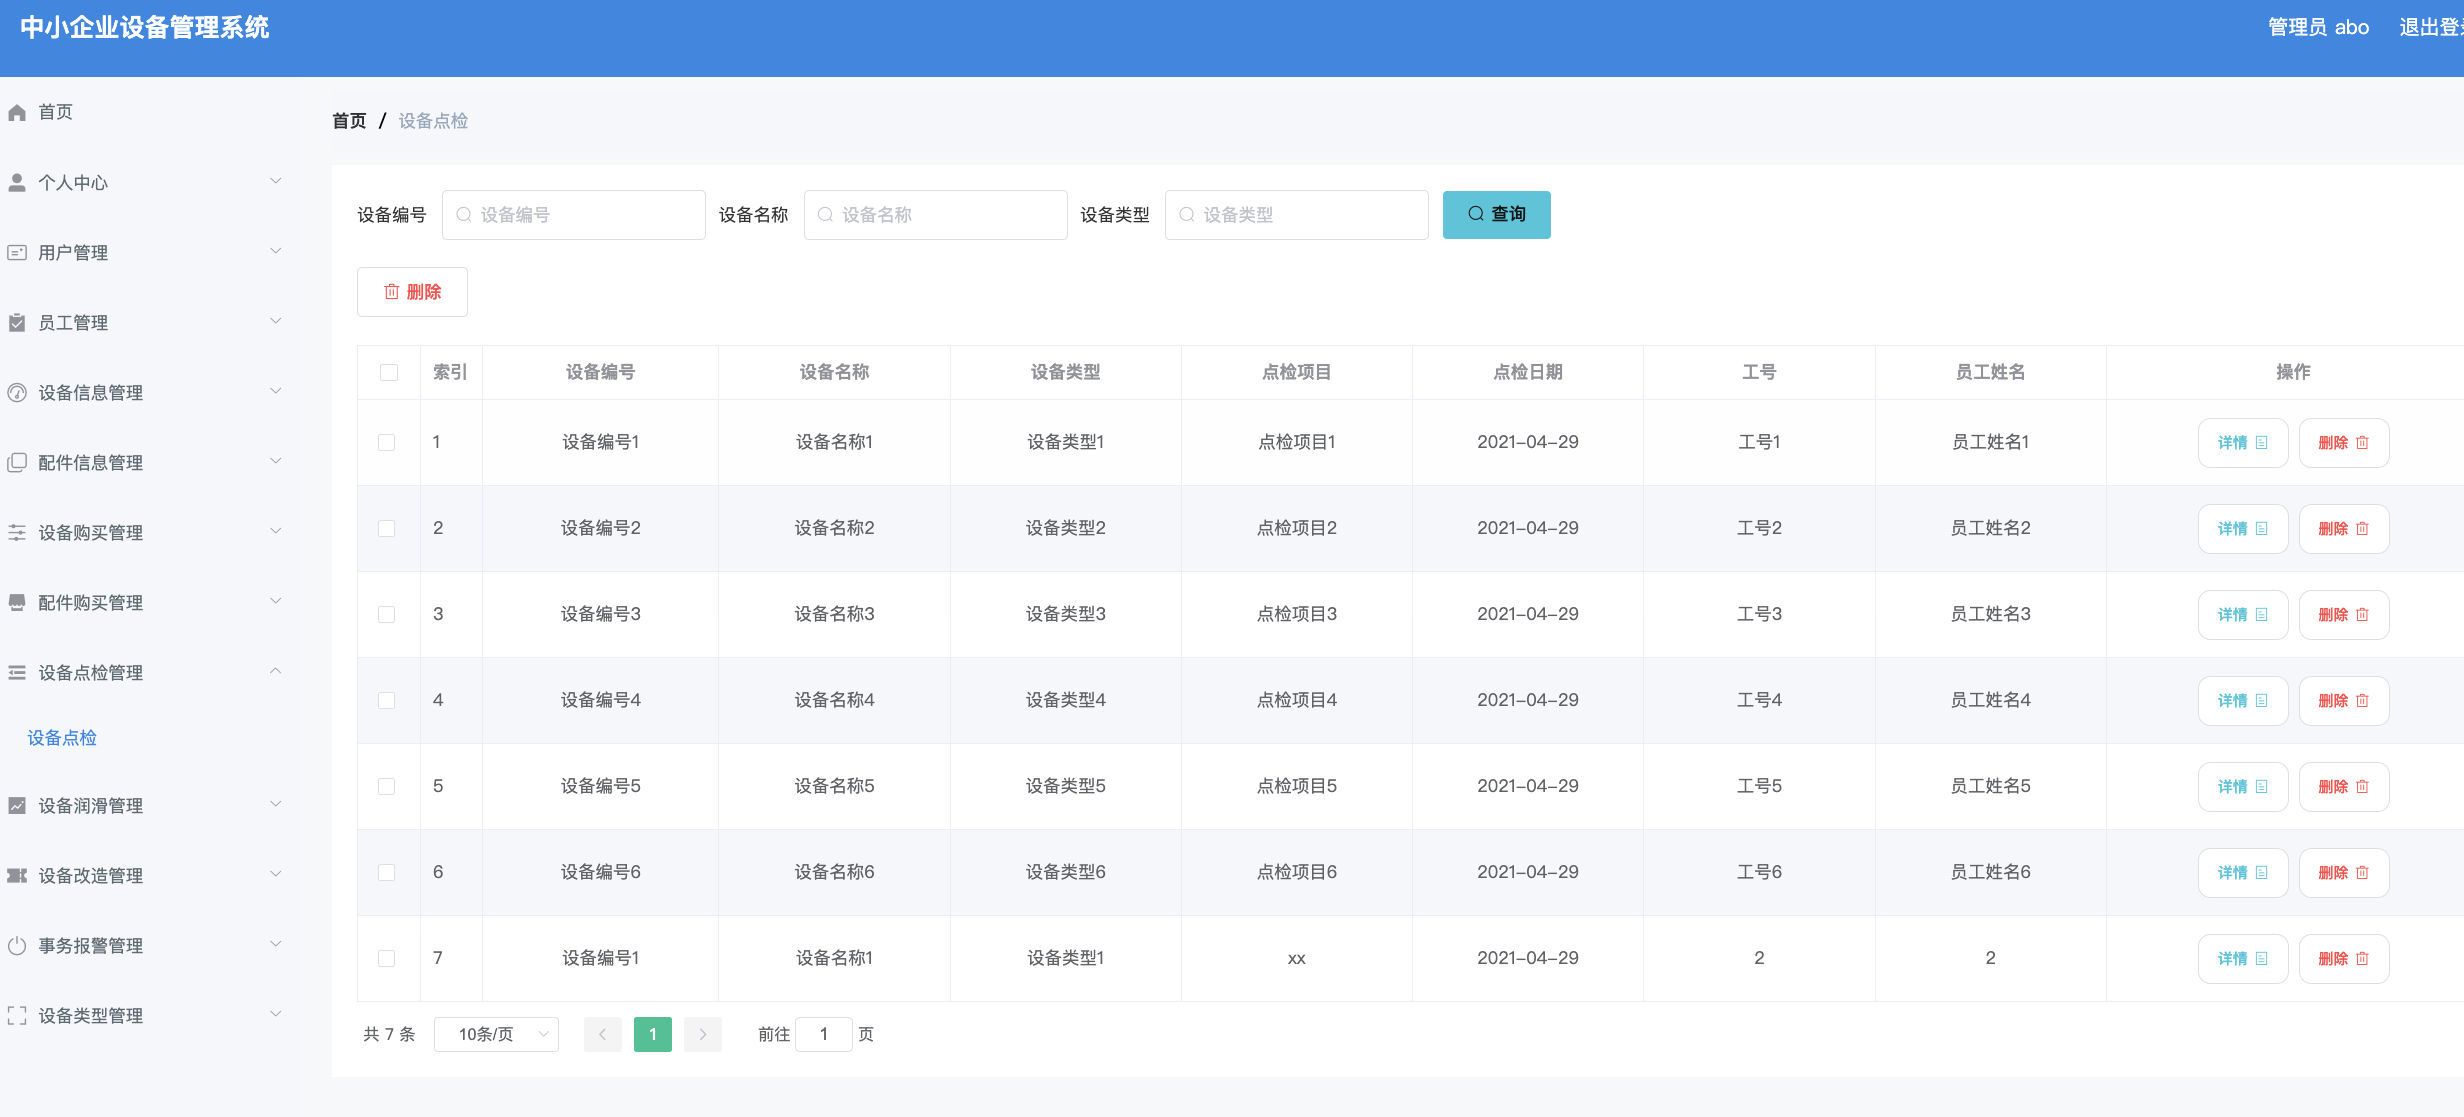 中小企业设备管理系统
管理员 abo 退出登
首页
个人中心
用户管理
员工管理
设备信息管理
配件信息管理
设备购买管理
配件购买管理
设备点检管理
设备点检
设备润滑管理
设备改造管理
事务报警管理
设备类型管理
首页 / 设备点检
设备编号 设备编号 设备名称 设备名称 设备类型 设备类型 查询
删除
索引 设备编号 设备名称 设备类型 点检项目 点检日期 工号 员工姓名 操作
1 设备编号1 设备名称1 设备类型1 点检项目1 2021-04-29 工号1 员工姓名1 详情 删除
2 设备编号2 设备名称2 设备类型2 点检项目2 2021-04-29 工号2 员工姓名2 详情 删除
3 设备编号3 设备名称3 设备类型3 点检项目3 2021-04-29 工号3 员工姓名3 详情 删除
4 设备编号4 设备名称4 设备类型4 点检项目4 2021-04-29 工号4 员工姓名4 详情 删除
5 设备编号5 设备名称5 设备类型5 点检项目5 2021-04-29 工号5 员工姓名5 详情 删除
6 设备编号6 设备名称6 设备类型6 点检项目6 2021-04-29 工号6 员工姓名6 详情 删除
7 设备编号1 设备名称1 设备类型1 xx 2021-04-29 2 2 详情 删除
共 7 条 10条/页 1 前往 1 页